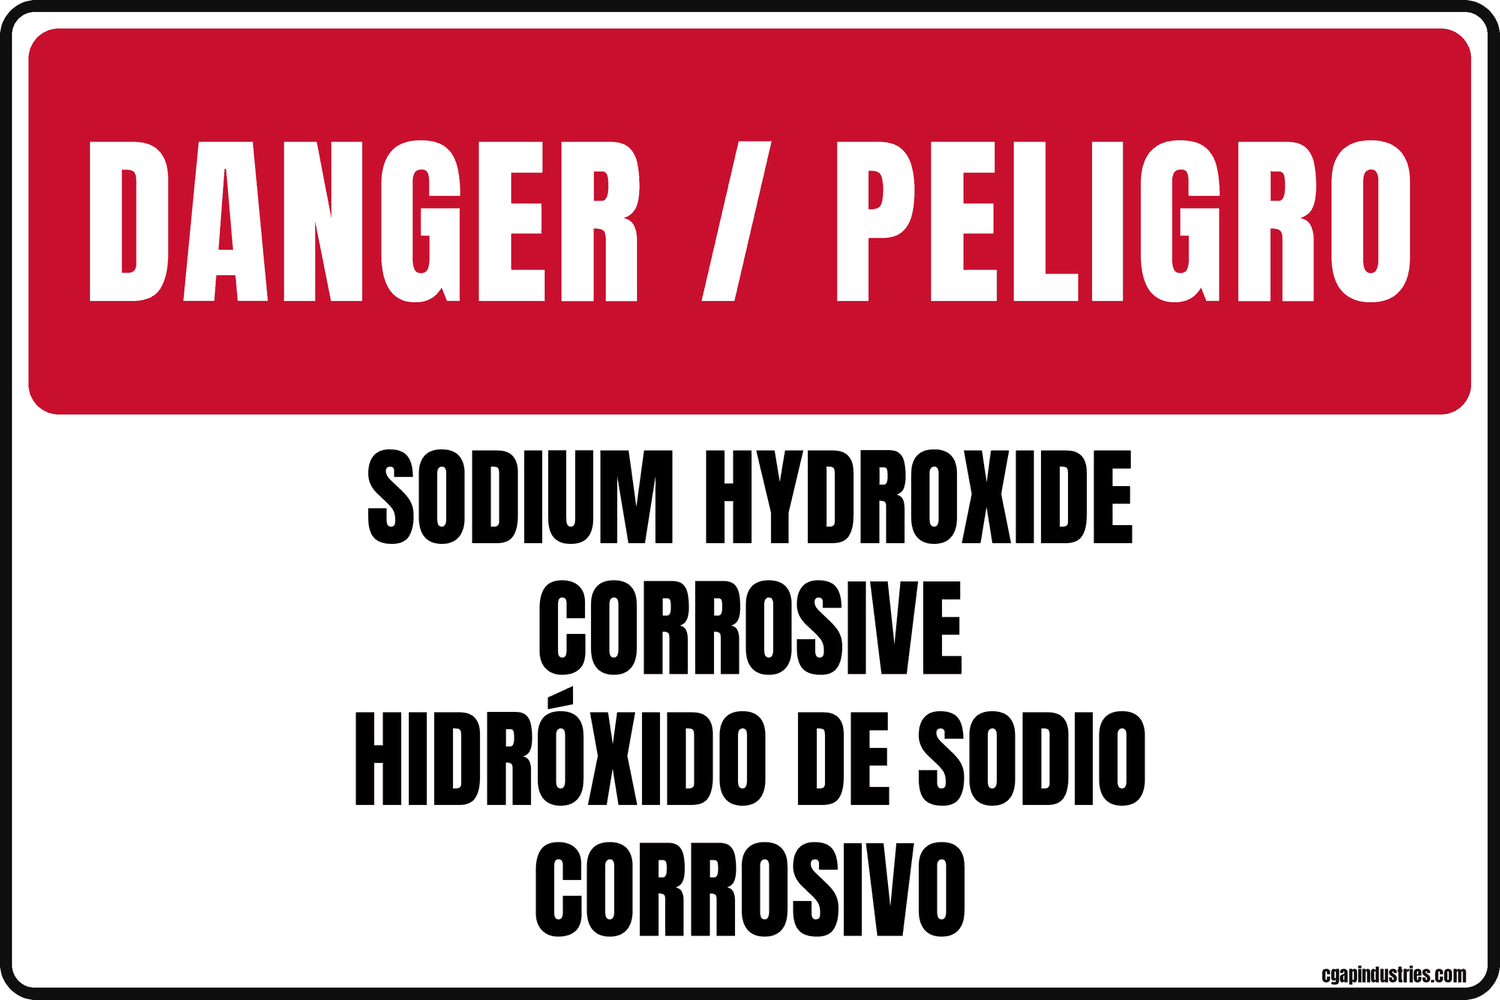 DANGER / PELIGRO
SODIUM HYDROXIDE
CORROSIVE
HIDRÓXIDO DE SODIO
CORROSIVO
cgapindustries.com